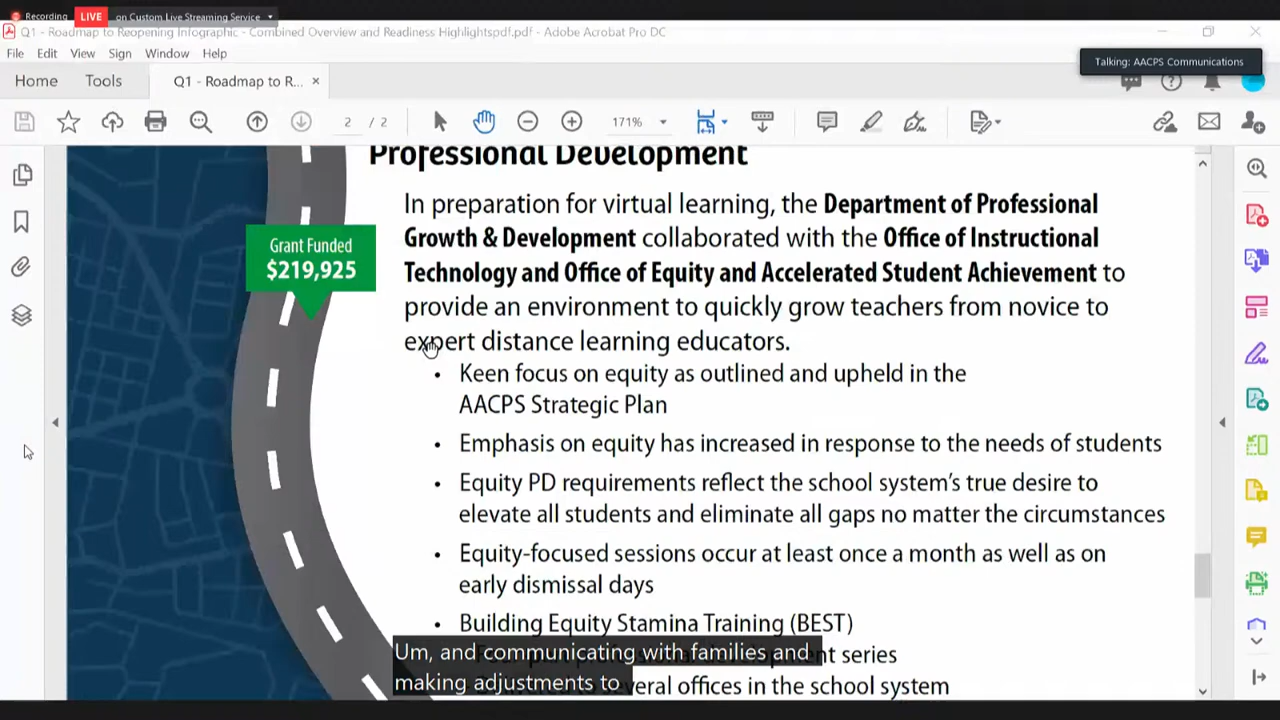 Recording LIVE on Custom Live Streaming Service
Q1 - Roadmap to Reopening Infographic - Combined Overview and Readiness Highlightspdf.pdf - Adobe Acrobat Pro DC
File Edit View Sign Window Help
Talking: AACPS Communications
Home Tools Q1 - Roadmap to R...
2 / 2 171%
Professional Development
In preparation for virtual learning, the Department of Professional
Growth & Development collaborated with the Office of Instructional
Technology and Office of Equity and Accelerated Student Achievement to
provide an environment to quickly grow teachers from novice to
expert distance learning educators.
Grant Funded
$219,925
• Keen focus on equity as outlined and upheld in the
AACPS Strategic Plan
• Emphasis on equity has increased in response to the needs of students
• Equity PD requirements reflect the school system's true desire to
elevate all students and eliminate all gaps no matter the circumstances
• Equity-focused sessions occur at least once a month as well as on
early dismissal days
• Building Equity Stamina Training (BEST)
series
several offices in the school system
Um, and communicating with families and
making adjustments to